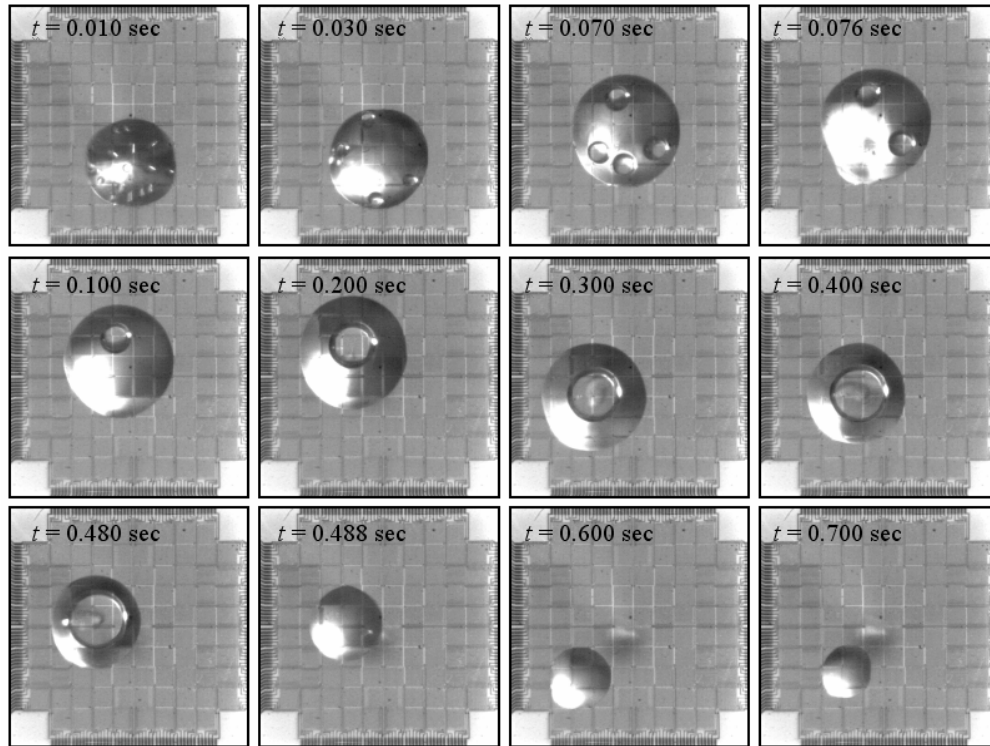 t = 0.010 sec
t = 0.030 sec
t = 0.070 sec
t = 0.076 sec
t = 0.100 sec
t = 0.200 sec
t = 0.300 sec
t = 0.400 sec
t = 0.480 sec
t = 0.488 sec
t = 0.600 sec
t = 0.700 sec